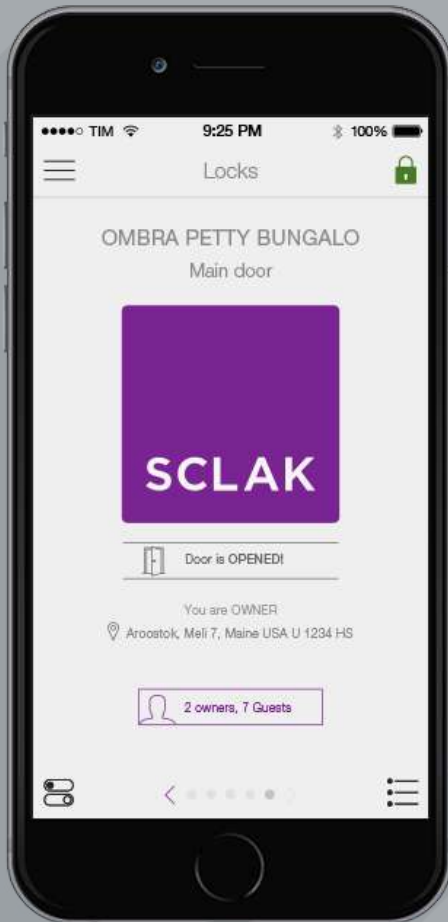 TIM 9:25 PM 100%
Locks
OMBRA PETTY BUNGALO
Main door
SCLAK
Door is OPENED!
You are OWNER
Aroostok, Meli 7, Maine USA U 1234 HS
2 owners, 7 Guests